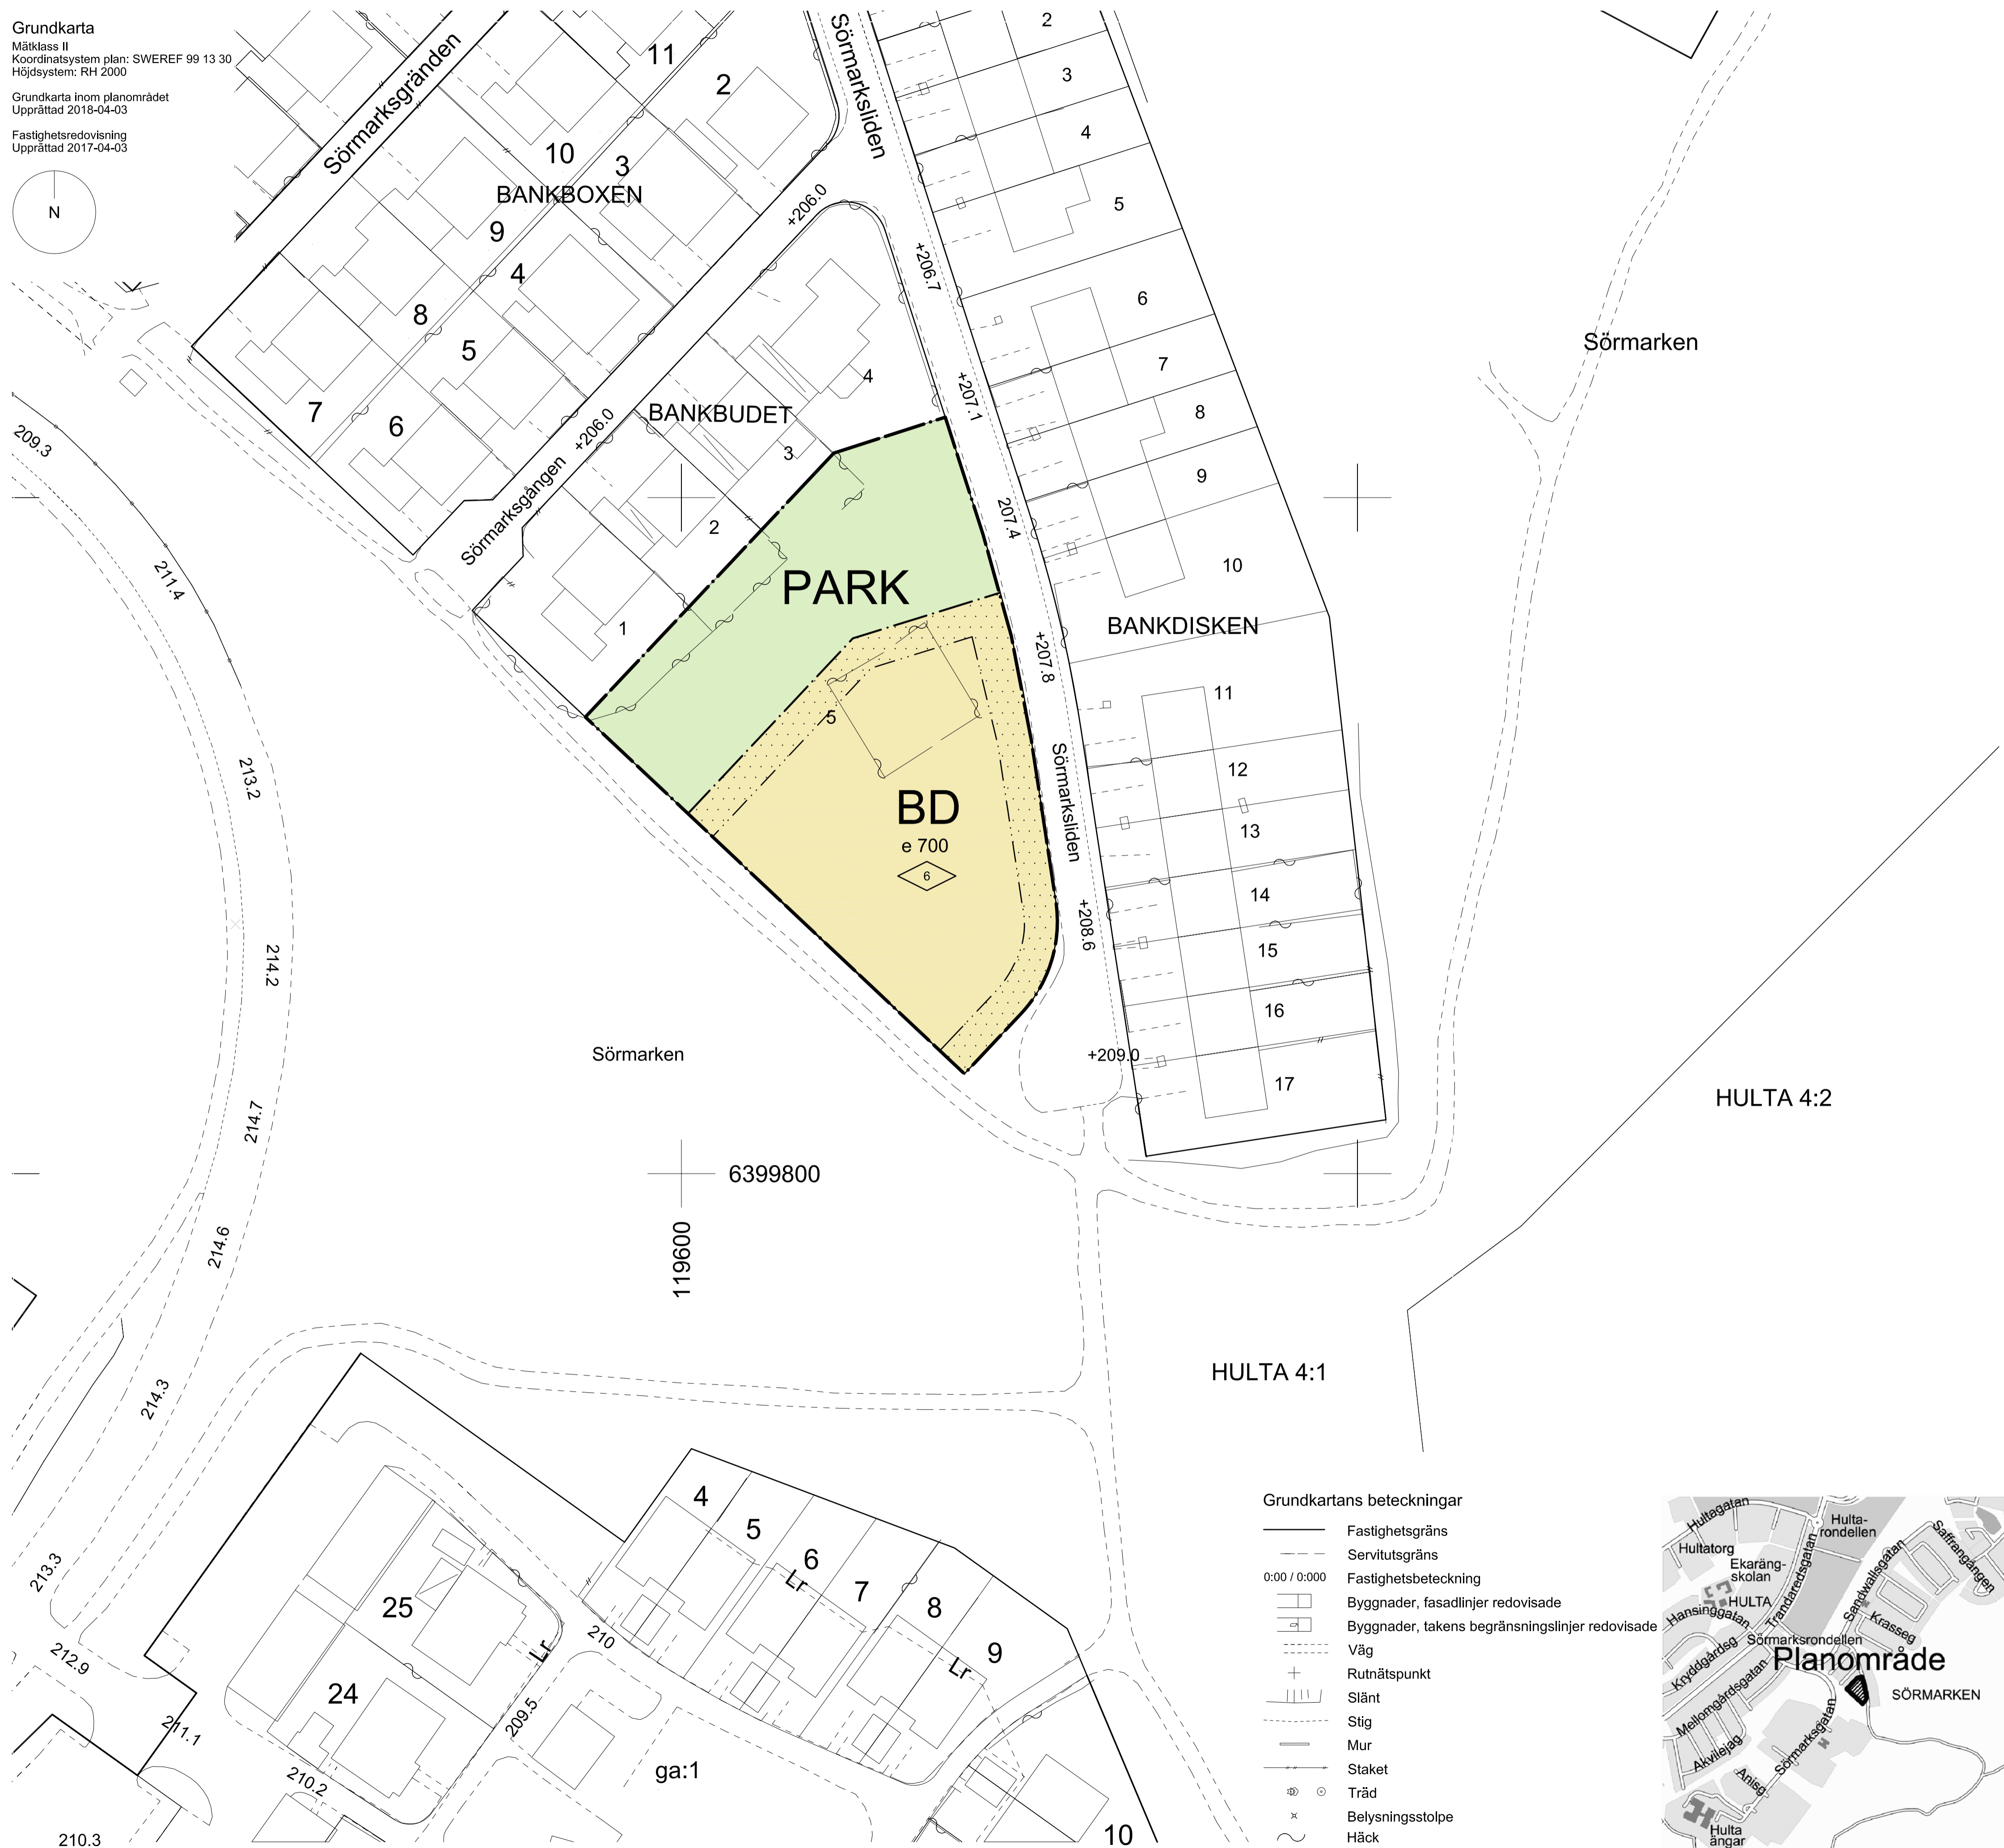 Grundkarta
Mätklass II
Koordinatsystem plan: SWEREF 99 13 30
Höjdsystem: RH 2000
Grundkarta inom planområdet
Upprättad 2018-04-03
Fastighetsredovisning
Upprättad 2017-04-03
N
Sörmarksgränden
11
2
10
3
BANKBOXEN
9
4
8
5
7
6
Sörmarksliden
2
3
4
5
6
7
8
9
10
BANKDISKEN
11
12
13
14
15
16
17
+206.0
+206.7
+207.1
207.4
+207.8
Sörmarksliden
+208.6
+209.0
+206.0
Sörmarksgången
BANKBUDET
4
3
2
1
PARK
5
BD
e 700
6
Sörmarken
209.3
211.4
213.2
214.2
214.7
214.6
214.3
213.3
212.9
211.1
210.3
Sörmarken
6399800
119600
HULTA 4:2
HULTA 4:1
4
5
6
Lr
7
8
9
Lr
25
Lr
210
24
209.5
210.2
ga:1
10
Grundkartans beteckningar
Fastighetsgräns
Servitutsgräns
0:00 / 0:000 Fastighetsbeteckning
Byggnader, fasadlinjer redovisade
Byggnader, takens begränsningslinjer redovisade
Väg
Rutnätspunkt
Slänt
Stig
Mur
Staket
Träd
Belysningsstolpe
Häck
Hultagatan
Hulta-
rondellen
Hultatorg
Ekaräng-
skolan
HULTA
Hansinggatan
Trandaredsgatan
Sandwallsgatan
Saffrangången
Krasseg
Sörmarksrondellen
Kryddgårdsg
Planområde
SÖRMARKEN
Mellomgårdsgatan
Sörmarksgatan
Akvilejag
Anisg
Hulta
ängar